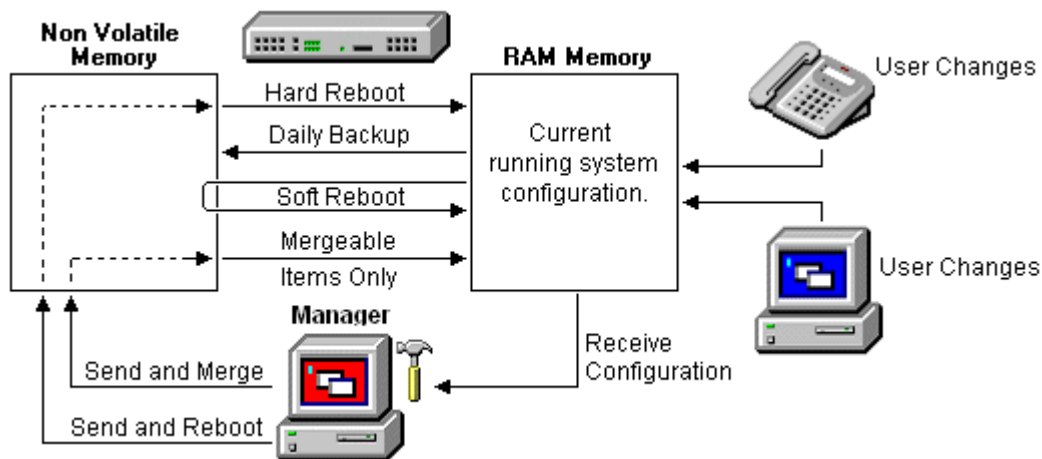 Non Volatile
Memory
RAM Memory
User Changes
Hard Reboot
Daily Backup
Current
running system
configuration.
Soft Reboot
Mergeable
Items Only
User Changes
Manager
Receive
Configuration
Send and Merge
Send and Reboot